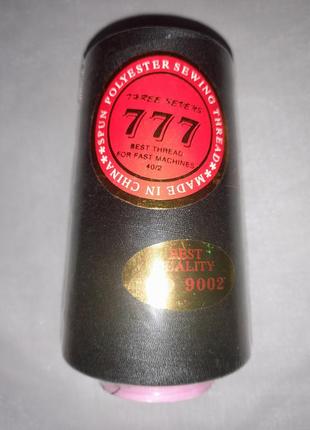 SPUN POLYESTER SEWING THREAD★MADE IN CHINA★
THREE SEVENS
777
BEST THREAD
FOR FAST MACHINES
40/2
BEST
QUALITY
9002